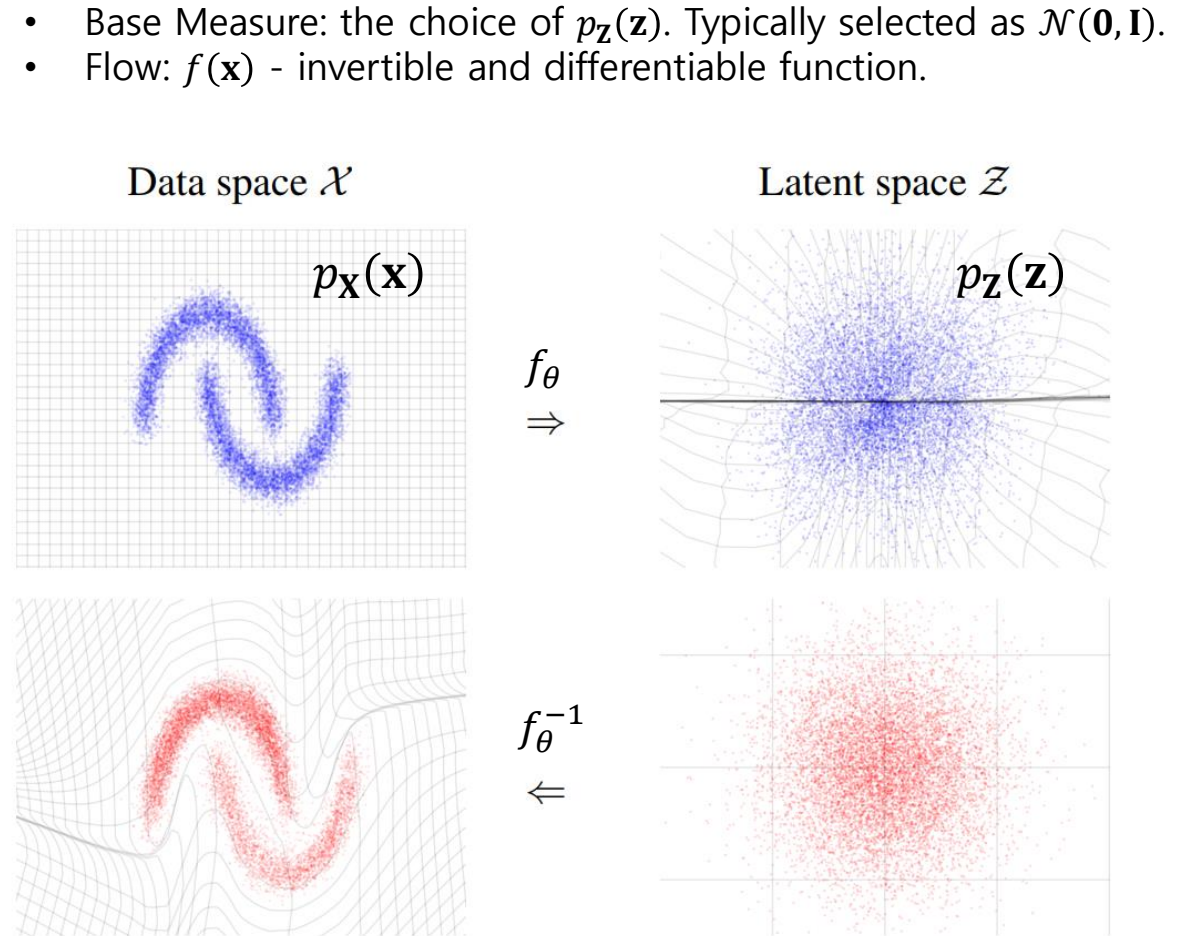 • Base Measure: the choice of p_𝐙(𝐳). Typically selected as 𝒩(𝟎, 𝐈).
• Flow: f(𝐱) - invertible and differentiable function.
Data space 𝒳
Latent space 𝒵
p_𝐗(𝐱)
p_𝐙(𝐳)
f_θ
⇒
f_θ^{-1}
⇐